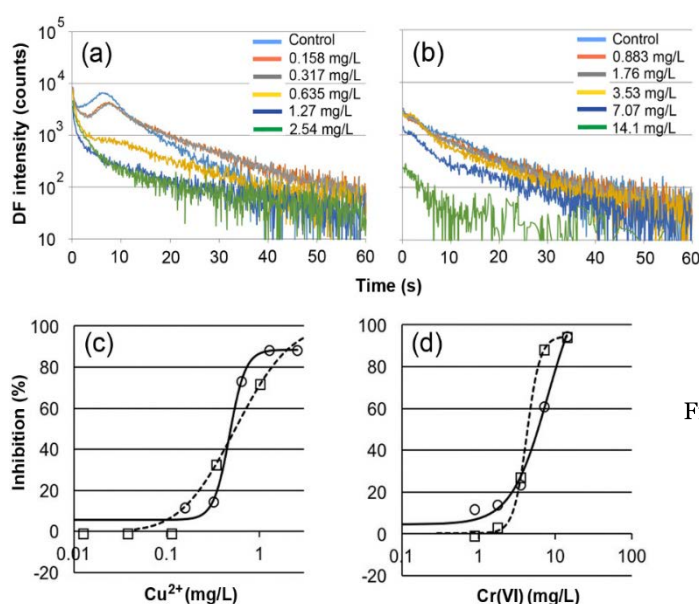 DF intensity (counts)
10⁵
10⁴
10³
10²
10
(a)
Control
0.158 mg/L
0.317 mg/L
0.635 mg/L
1.27 mg/L
2.54 mg/L
0 10 20 30 40 50 60
(b)
Control
0.883 mg/L
1.76 mg/L
3.53 mg/L
7.07 mg/L
14.1 mg/L
0 10 20 30 40 50 60
Time (s)
Inhibition (%)
100
80
60
40
20
0
-20
(c)
0.01 0.1 1
Cu²⁺ (mg/L)
100
80
60
40
20
0
-20
(d)
0.1 1 10 100
Cr(VI) (mg/L)
F